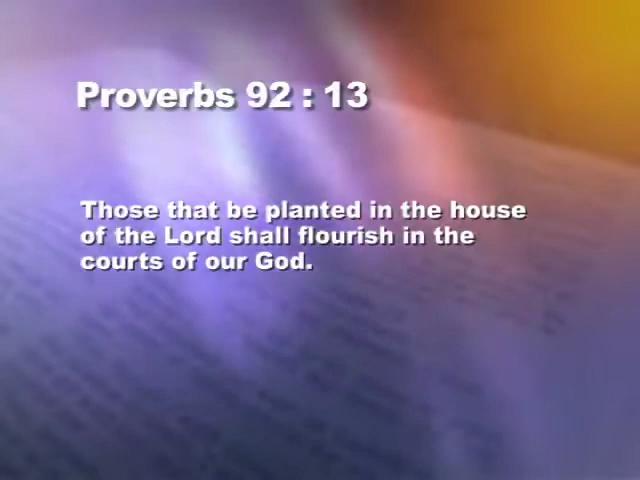 Proverbs 92 : 13
Those that be planted in the house
of the Lord shall flourish in the
courts of our God.